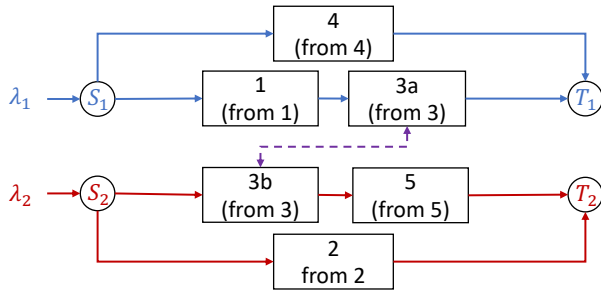 4
(from 4)
λ₁ S₁ 1 3a T₁
(from 1) (from 3)
λ₂ S₂ 3b 5 T₂
(from 3) (from 5)
2
from 2